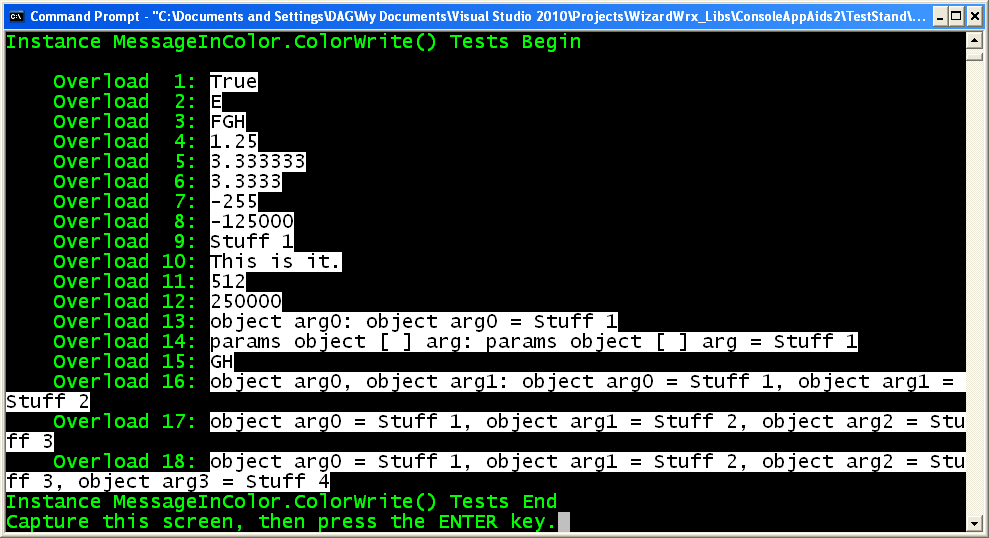 Command Prompt - "C:\Documents and Settings\DAG\My Documents\Visual Studio 2010\Projects\WizardWrx_Libs\ConsoleAppAids2\TestStand\...
Instance MessageInColor.ColorWrite() Tests Begin
Overload 1: True
Overload 2: E
Overload 3: FGH
Overload 4: 1.25
Overload 5: 3.333333
Overload 6: 3.3333
Overload 7: -255
Overload 8: -125000
Overload 9: Stuff 1
Overload 10: This is it.
Overload 11: 512
Overload 12: 250000
Overload 13: object arg0: object arg0 = Stuff 1
Overload 14: params object [ ] arg: params object [ ] arg = Stuff 1
Overload 15: GH
Overload 16: object arg0, object arg1: object arg0 = Stuff 1, object arg1 =
Stuff 2
Overload 17: object arg0 = Stuff 1, object arg1 = Stuff 2, object arg2 = Stu
ff 3
Overload 18: object arg0 = Stuff 1, object arg1 = Stuff 2, object arg2 = Stu
ff 3, object arg3 = Stuff 4
Instance MessageInColor.ColorWrite() Tests End
Capture this screen, then press the ENTER key.